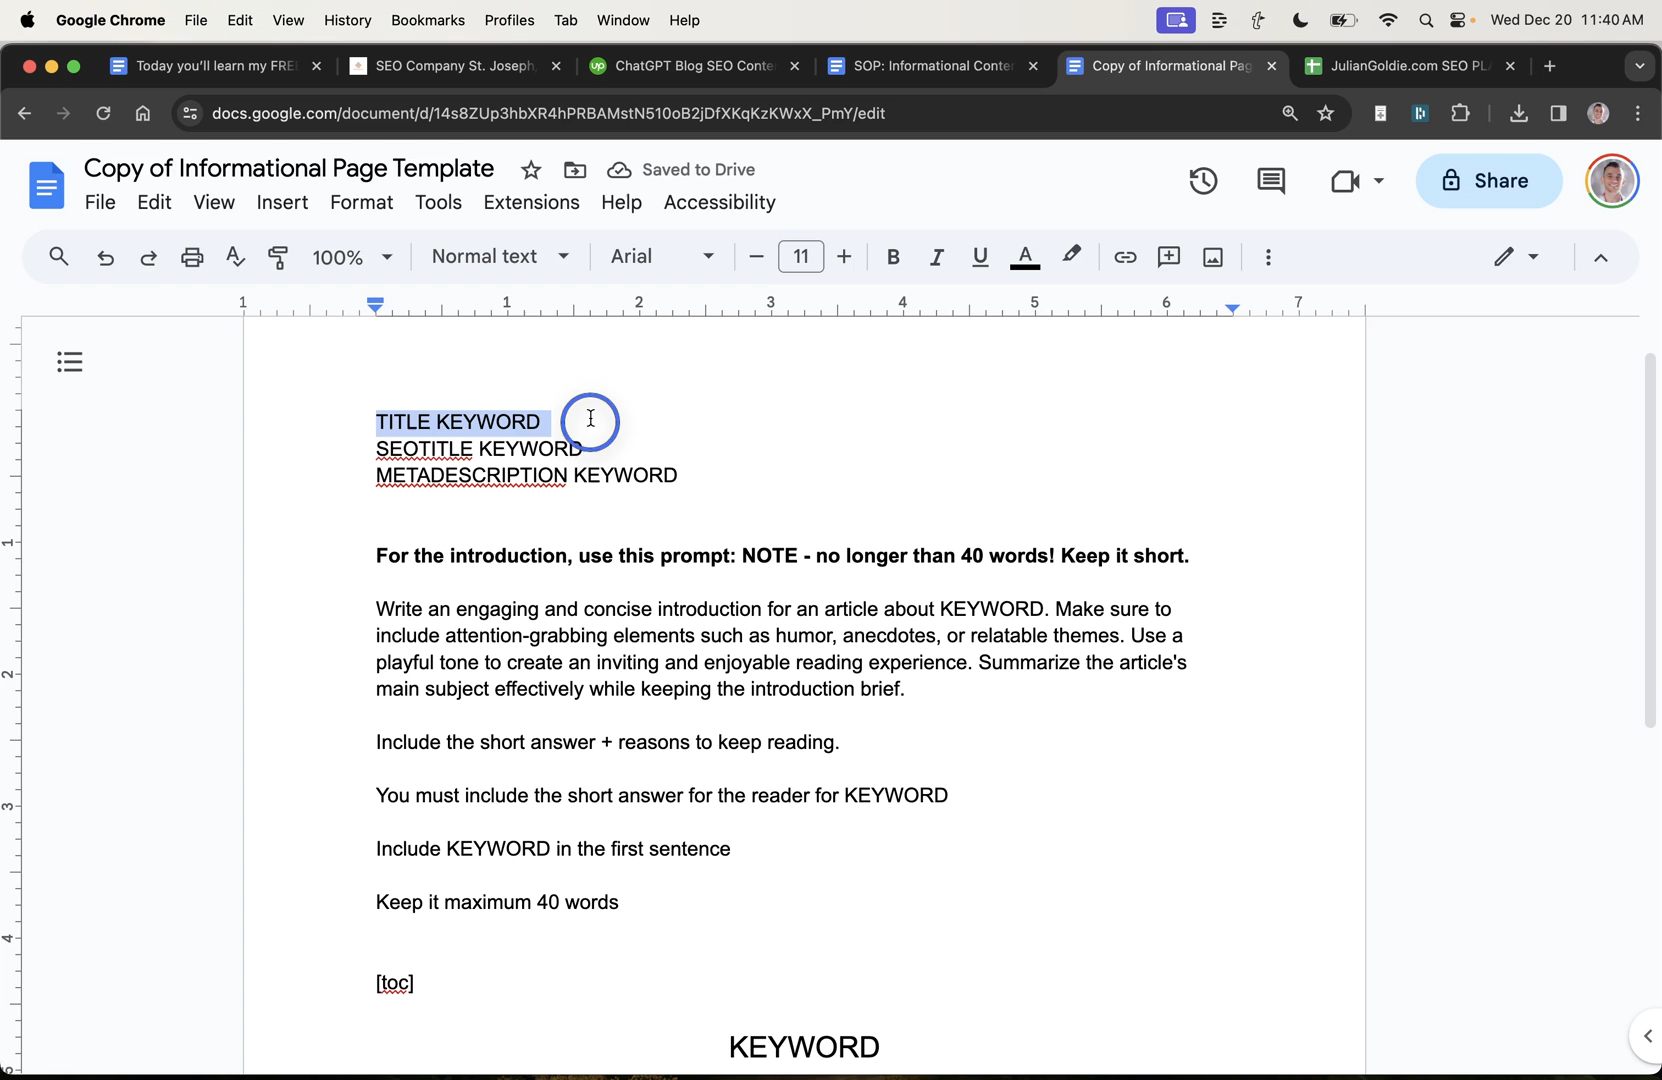 Google Chrome File Edit View History Bookmarks Profiles Tab Window Help Wed Dec 20 11:40 AM
Today you'll learn my FRE SEO Company St. Joseph, ChatGPT Blog SEO Conte SOP: Informational Conte Copy of Informational Pag JulianGoldie.com SEO PL
docs.google.com/document/d/14s8ZUp3hbXR4hPRBAMstN510oB2jDfXKqKzKWxX_PmY/edit
Copy of Informational Page Template Saved to Drive
File Edit View Insert Format Tools Extensions Help Accessibility
Share
100% Normal text Arial 11 B I U A
1 1 2 3 4 5 6 7
TITLE KEYWORD
SEOTITLE KEYWORD
METADESCRIPTION KEYWORD
1
For the introduction, use this prompt: NOTE - no longer than 40 words! Keep it short.
Write an engaging and concise introduction for an article about KEYWORD. Make sure to
include attention-grabbing elements such as humor, anecdotes, or relatable themes. Use a
playful tone to create an inviting and enjoyable reading experience. Summarize the article's
2
main subject effectively while keeping the introduction brief.
Include the short answer + reasons to keep reading.
You must include the short answer for the reader for KEYWORD
3
Include KEYWORD in the first sentence
Keep it maximum 40 words
4
[toc]
KEYWORD